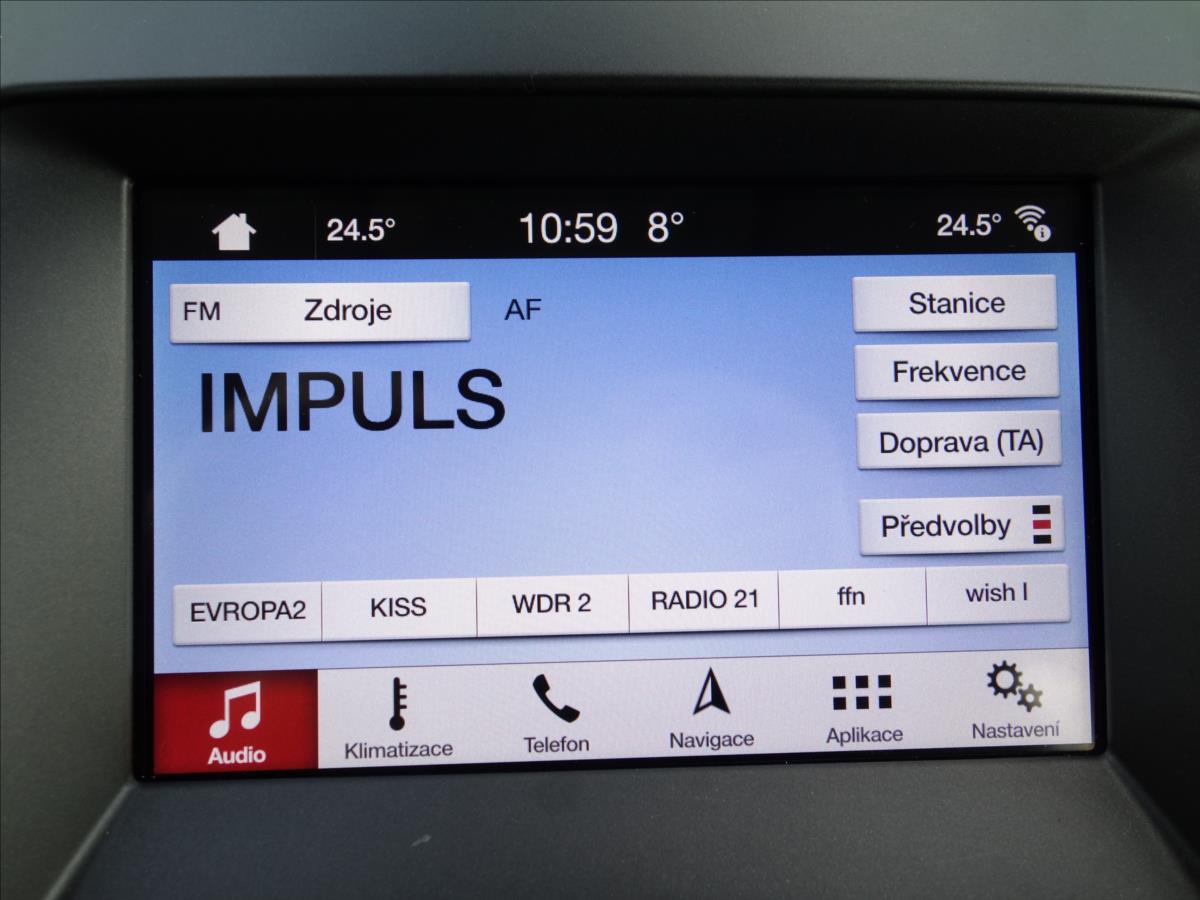 24.5° 10:59 8° 24.5°
FM Zdroje AF Stanice
IMPULS
Frekvence
Doprava (TA)
Předvolby
EVROPA2 KISS WDR 2 RADIO 21 ffn wish I
Audio Klimatizace Telefon Navigace Aplikace Nastavení